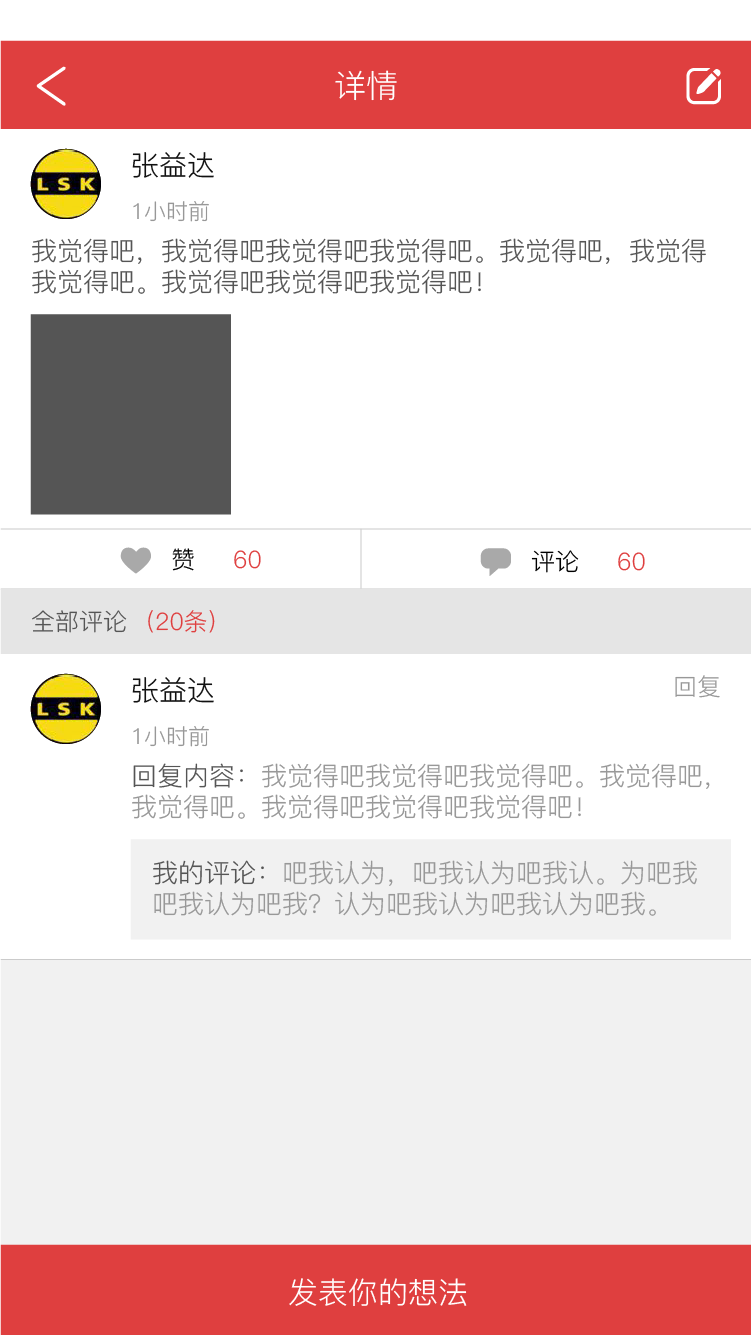 详情
LSK
张益达
1小时前
我觉得吧，我觉得吧我觉得吧我觉得吧。我觉得吧，我觉得
我觉得吧。我觉得吧我觉得吧我觉得吧！
赞 60
评论 60
全部评论（20条）
LSK
张益达
回复
1小时前
回复内容：我觉得吧我觉得吧我觉得吧。我觉得吧，
我觉得吧。我觉得吧我觉得吧我觉得吧！
我的评论：吧我认为，吧我认为吧我认。为吧我
吧我认为吧我？认为吧我认为吧我认为吧我。
发表你的想法